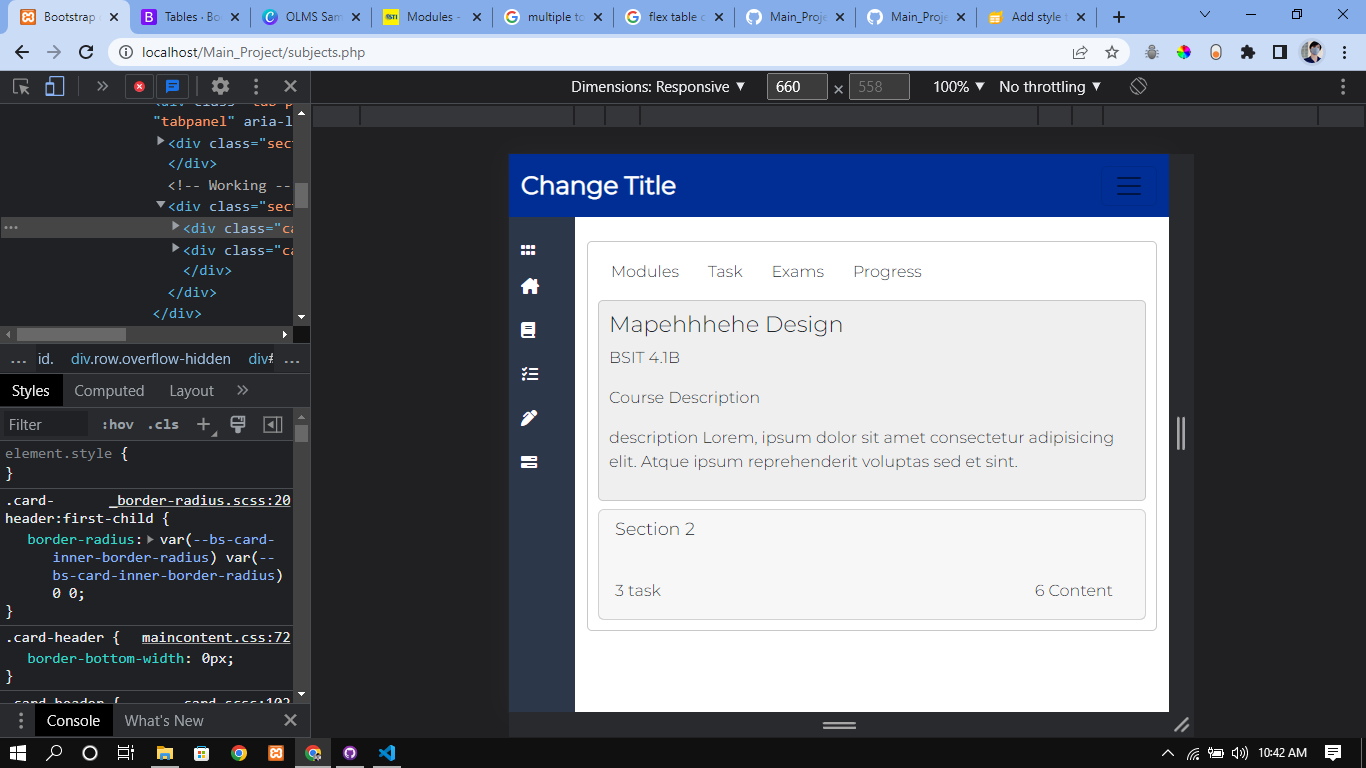 Bootstrap
Tables - Bo
OLMS Sam
Modules -
multiple to
flex table c
Main_Proje
Main_Proje
Add style t
localhost/Main_Project/subjects.php
Dimensions: Responsive
660
×
558
100%
No throttling
"tabpanel" aria-l
<div class="sec
</div>
<!-- Working --
<div class="sec
<div class="ca
<div class="ca
</div>
</div>
</div>
... id. div.row.overflow-hidden div# ...
Styles
Computed
Layout
Filter
:hov
.cls
element.style {
}
.card- _border-radius.scss:20
header:first-child {
border-radius: var(--bs-card-
inner-border-radius) var(--
bs-card-inner-border-radius)
0 0;
}
.card-header { maincontent.css:72
border-bottom-width: 0px;
}
.card-header { _card.scss:102
Console
What's New
Change Title
Modules
Task
Exams
Progress
Mapehhhehe Design
BSIT 4.1B
Course Description
description Lorem, ipsum dolor sit amet consectetur adipisicing
elit. Atque ipsum reprehenderit voluptas sed et sint.
Section 2
3 task
6 Content
10:42 AM